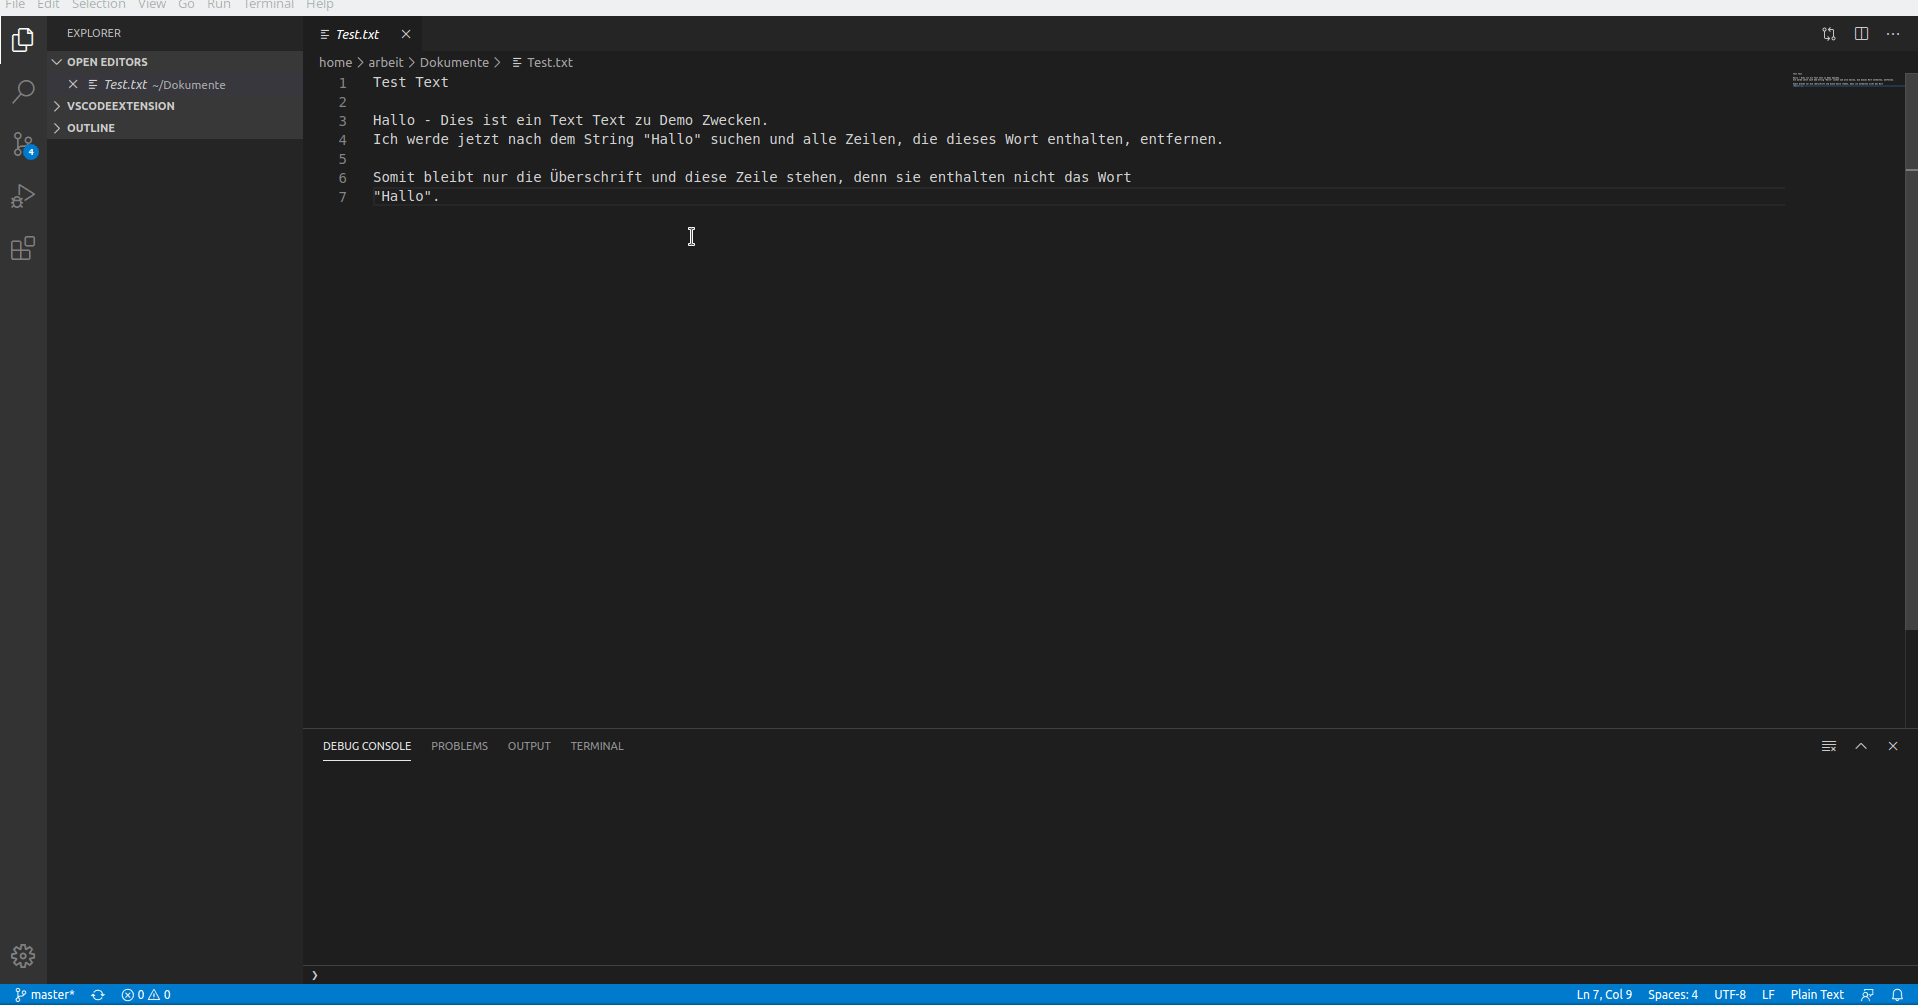 File Edit Selection View Go Run Terminal Help
EXPLORER
OPEN EDITORS
Test.txt ~/Dokumente
VSCODEEXTENSION
OUTLINE
4
Test.txt
home > arbeit > Dokumente > Test.txt
1 Test Text
2
3 Hallo - Dies ist ein Text Text zu Demo Zwecken.
4 Ich werde jetzt nach dem String "Hallo" suchen und alle Zeilen, die dieses Wort enthalten, entfernen.
5
6 Somit bleibt nur die Überschrift und diese Zeile stehen, denn sie enthalten nicht das Wort
7 "Hallo".
DEBUG CONSOLE PROBLEMS OUTPUT TERMINAL
master* 0 0 Ln 7, Col 9 Spaces: 4 UTF-8 LF Plain Text